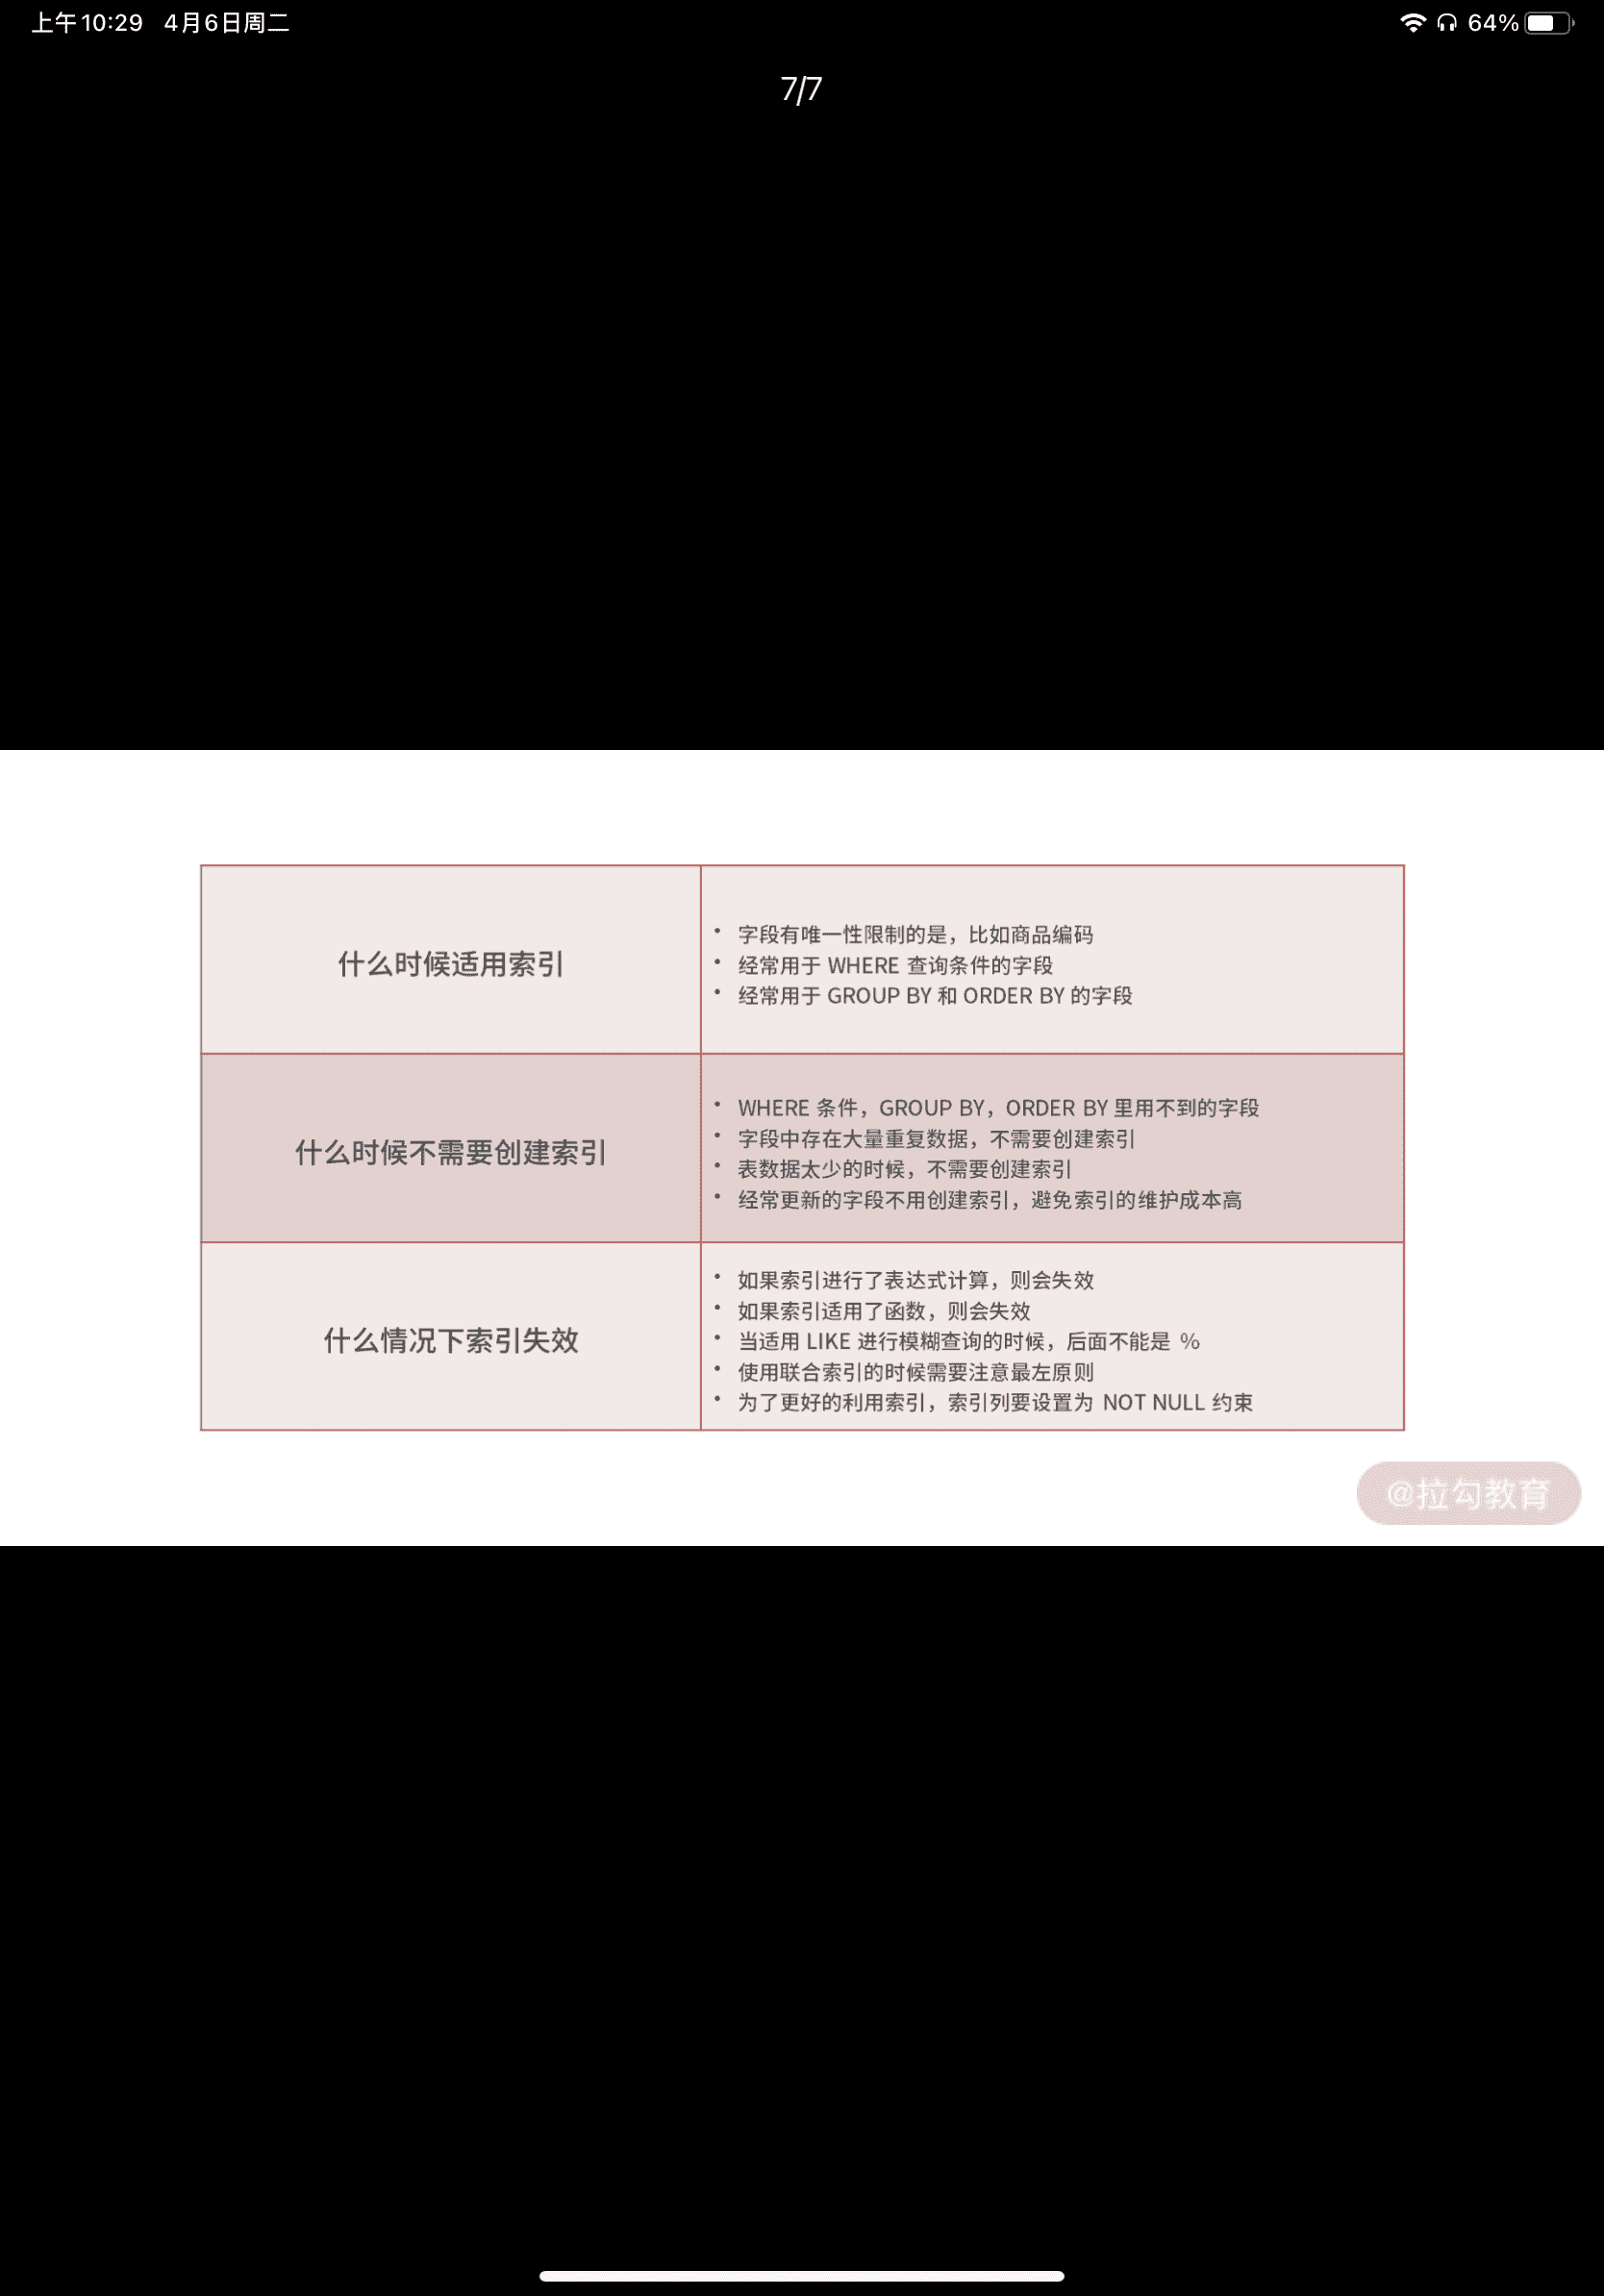 上午10:29 4月6日周二
64%
7/7
什么时候适用索引
• 字段有唯一性限制的是，比如商品编码
• 经常用于 WHERE 查询条件的字段
• 经常用于 GROUP BY 和 ORDER BY 的字段
什么时候不需要创建索引
• WHERE 条件，GROUP BY，ORDER BY 里用不到的字段
• 字段中存在大量重复数据，不需要创建索引
• 表数据太少的时候，不需要创建索引
• 经常更新的字段不用创建索引，避免索引的维护成本高
什么情况下索引失效
• 如果索引进行了表达式计算，则会失效
• 如果索引适用了函数，则会失效
• 当适用 LIKE 进行模糊查询的时候，后面不能是 %
• 使用联合索引的时候需要注意最左原则
• 为了更好的利用索引，索引列要设置为 NOT NULL 约束
@拉勾教育